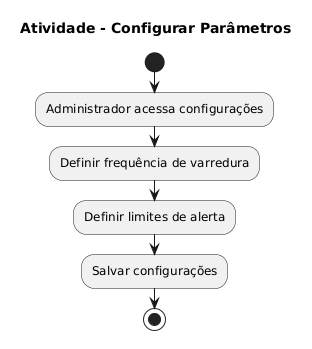 Atividade - Configurar Parâmetros
Administrador acessa configurações
Definir frequência de varredura
Definir limites de alerta
Salvar configurações